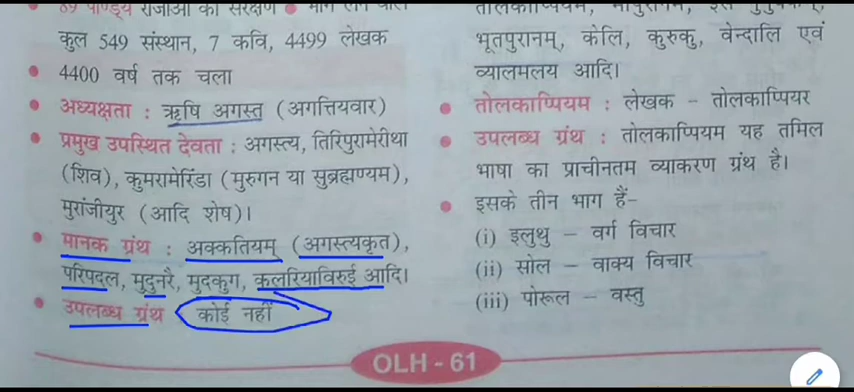 89 पाण्ड्य राजाओं का संरक्षण
कुल 549 संस्थान, 7 कवि, 4499 लेखक
4400 वर्ष तक चला
अध्यक्षता : ऋषि अगस्त (अगत्तियवार)
प्रमुख उपस्थित देवता : अगस्त्य, तिरिपुरामेरीथा
(शिव), कुमरामेरिंडा (मुरुगन या सुब्रह्मण्यम),
मुरांजीयुर (आदि शेष)।
मानक ग्रंथ : अक्कतियम् (अगस्त्यकृत),
परिपदल, मुदुनरै, मुदकुग, कलरियाविरुई आदि।
उपलब्ध ग्रंथ कोई नहीं
भूतपुरानम्, केलि, कुरुकु, वेन्दालि एवं
व्यालमलय आदि।
तोलकाप्पियम : लेखक - तोलकाप्पियर
उपलब्ध ग्रंथ : तोलकाप्पियम यह तमिल
भाषा का प्राचीनतम व्याकरण ग्रंथ है।
इसके तीन भाग हैं-
(i) इलुथु - वर्ग विचार
(ii) सोल - वाक्य विचार
(iii) पोरूल - वस्तु
OLH - 61